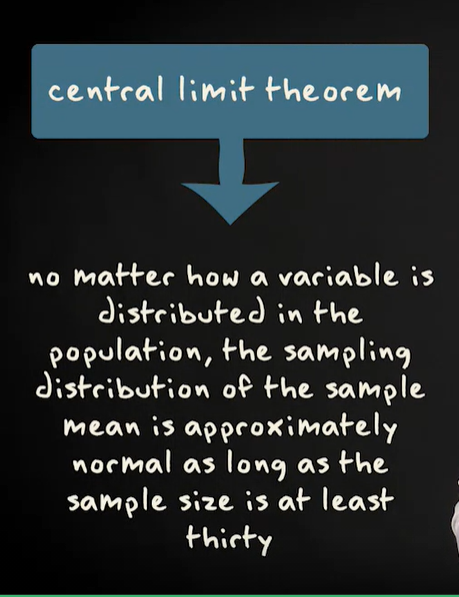 central limit theorem
no matter how a variable is
distributed in the
population, the sampling
distribution of the sample
mean is approximately
normal as long as the
sample size is at least
thirty